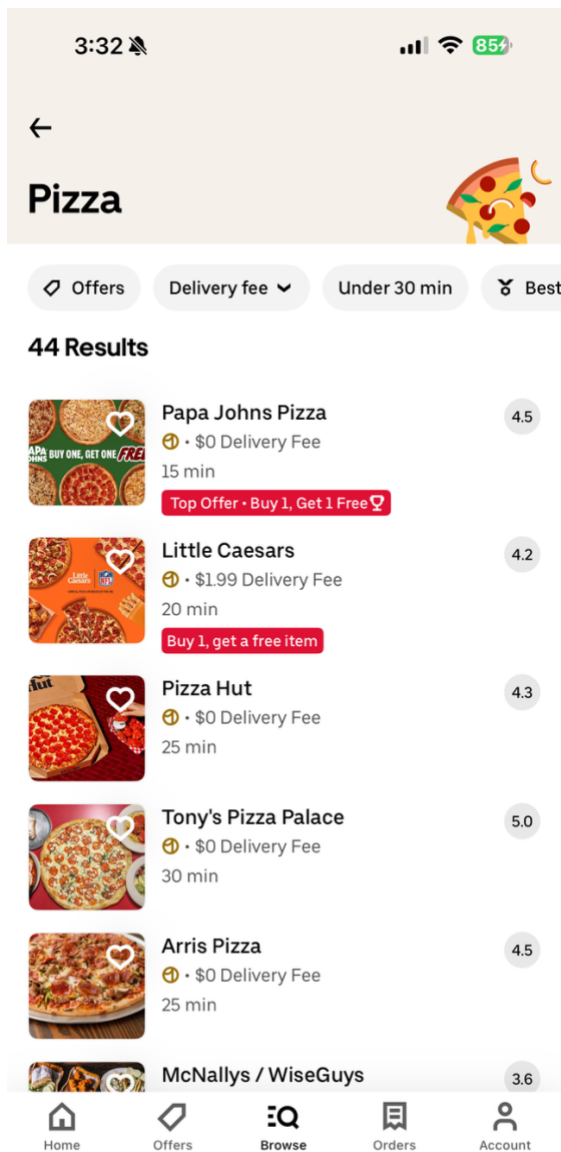 3:32
85
Pizza
Offers
Delivery fee
Under 30 min
Best
44 Results
PAPA JOHNS BUY ONE, GET ONE FREE
Papa Johns Pizza
4.5
• $0 Delivery Fee
15 min
Top Offer • Buy 1, Get 1 Free
Little Caesars
NFL
Little Caesars
4.2
• $1.99 Delivery Fee
20 min
Buy 1, get a free item
Hut
Pizza Hut
4.3
• $0 Delivery Fee
25 min
Tony's Pizza Palace
5.0
• $0 Delivery Fee
30 min
Arris Pizza
4.5
• $0 Delivery Fee
25 min
McNallys / WiseGuys
3.6
Home
Offers
Browse
Orders
Account